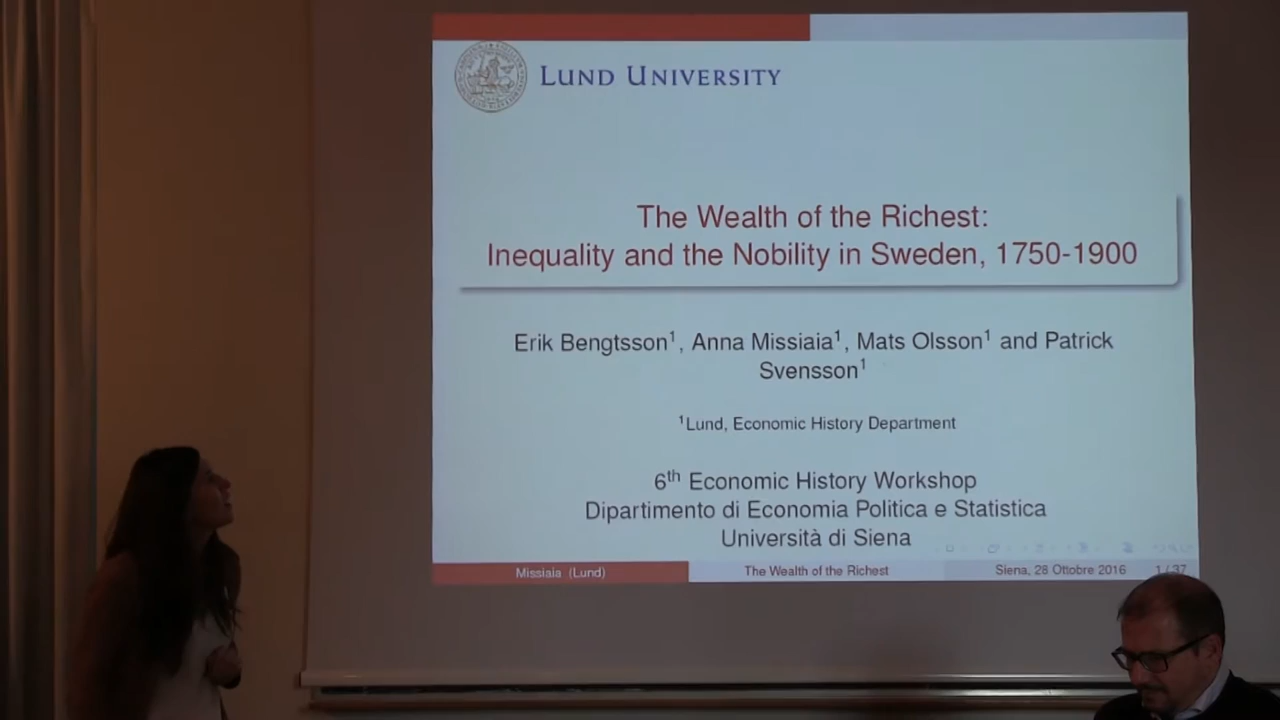 LUND UNIVERSITY
The Wealth of the Richest:
Inequality and the Nobility in Sweden, 1750-1900
Erik Bengtsson¹, Anna Missiaia¹, Mats Olsson¹ and Patrick
Svensson¹
¹Lund, Economic History Department
6th Economic History Workshop
Dipartimento di Economia Politica e Statistica
Università di Siena
Missiaia (Lund) The Wealth of the Richest Siena, 28 Ottobre 2016 1 / 37